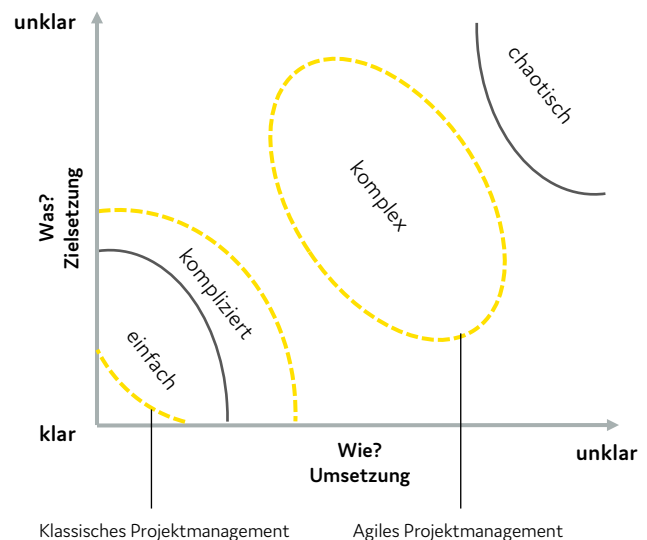 unklar
chaotisch
komplex
Was?
Zielsetzung
kompliziert
einfach
klar
Wie?
Umsetzung
unklar
Klassisches Projektmanagement
Agiles Projektmanagement